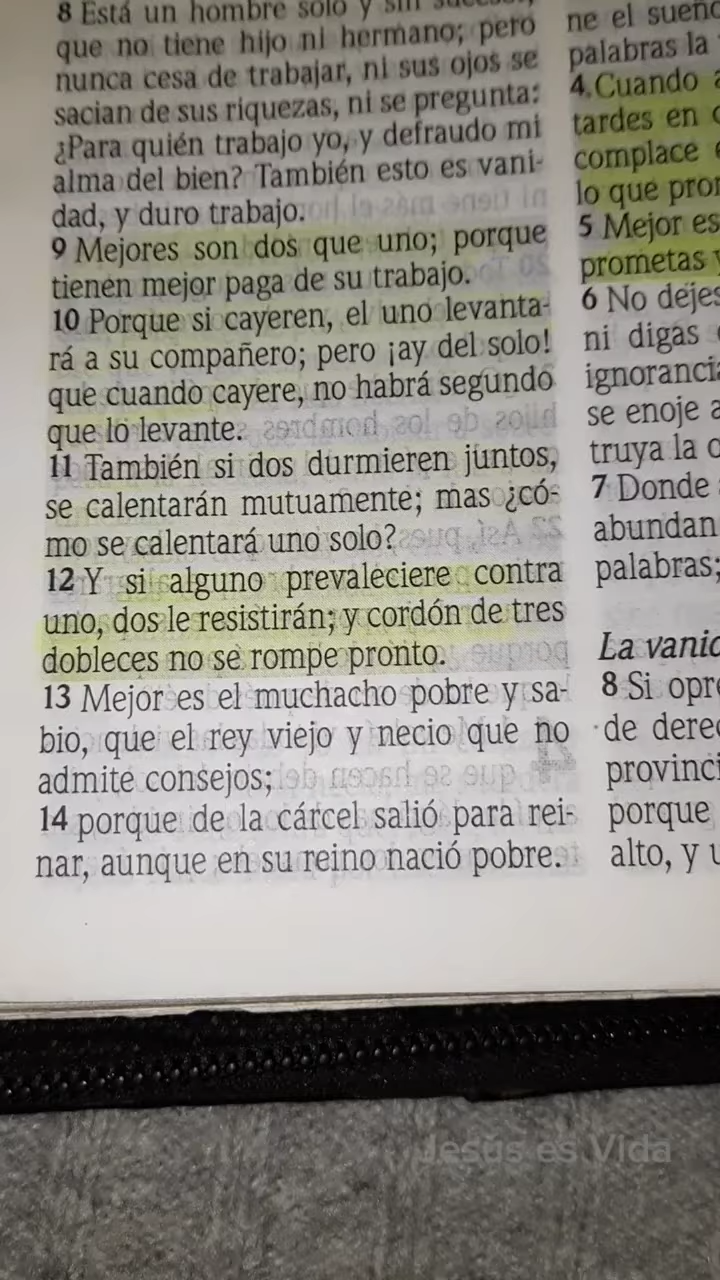 8 Está un hombre solo y sin
que no tiene hijo ni hermano; pero
nunca cesa de trabajar, ni sus ojos se
sacian de sus riquezas, ni se pregunta:
¿Para quién trabajo yo, y defraudo mi
alma del bien? También esto es vani-
dad, y duro trabajo.
9 Mejores son dos que uno; porque
tienen mejor paga de su trabajo.
10 Porque si cayeren, el uno levanta-
rá a su compañero; pero ¡ay del solo!
que cuando cayere, no habrá segundo
que lo levante.
11 También si dos durmieren juntos,
se calentarán mutuamente; mas ¿có-
mo se calentará uno solo?
12 Y si alguno prevaleciere contra
uno, dos le resistirán; y cordón de tres
dobleces no se rompe pronto.
13 Mejor es el muchacho pobre y sa-
bio, que el rey viejo y necio que no
admite consejos;
14 porque de la cárcel salió para rei-
nar, aunque en su reino nació pobre.
ne el sueño
palabras la
4 Cuando
tardes en
complace
lo que
5 Mejor es
prometas y
6 No dejes
ni digas
ignorancia
se enoje
truya la
7 Donde
abundan
palabras;
La
8 Si
de
porque
alto, y
Jesús es Vida